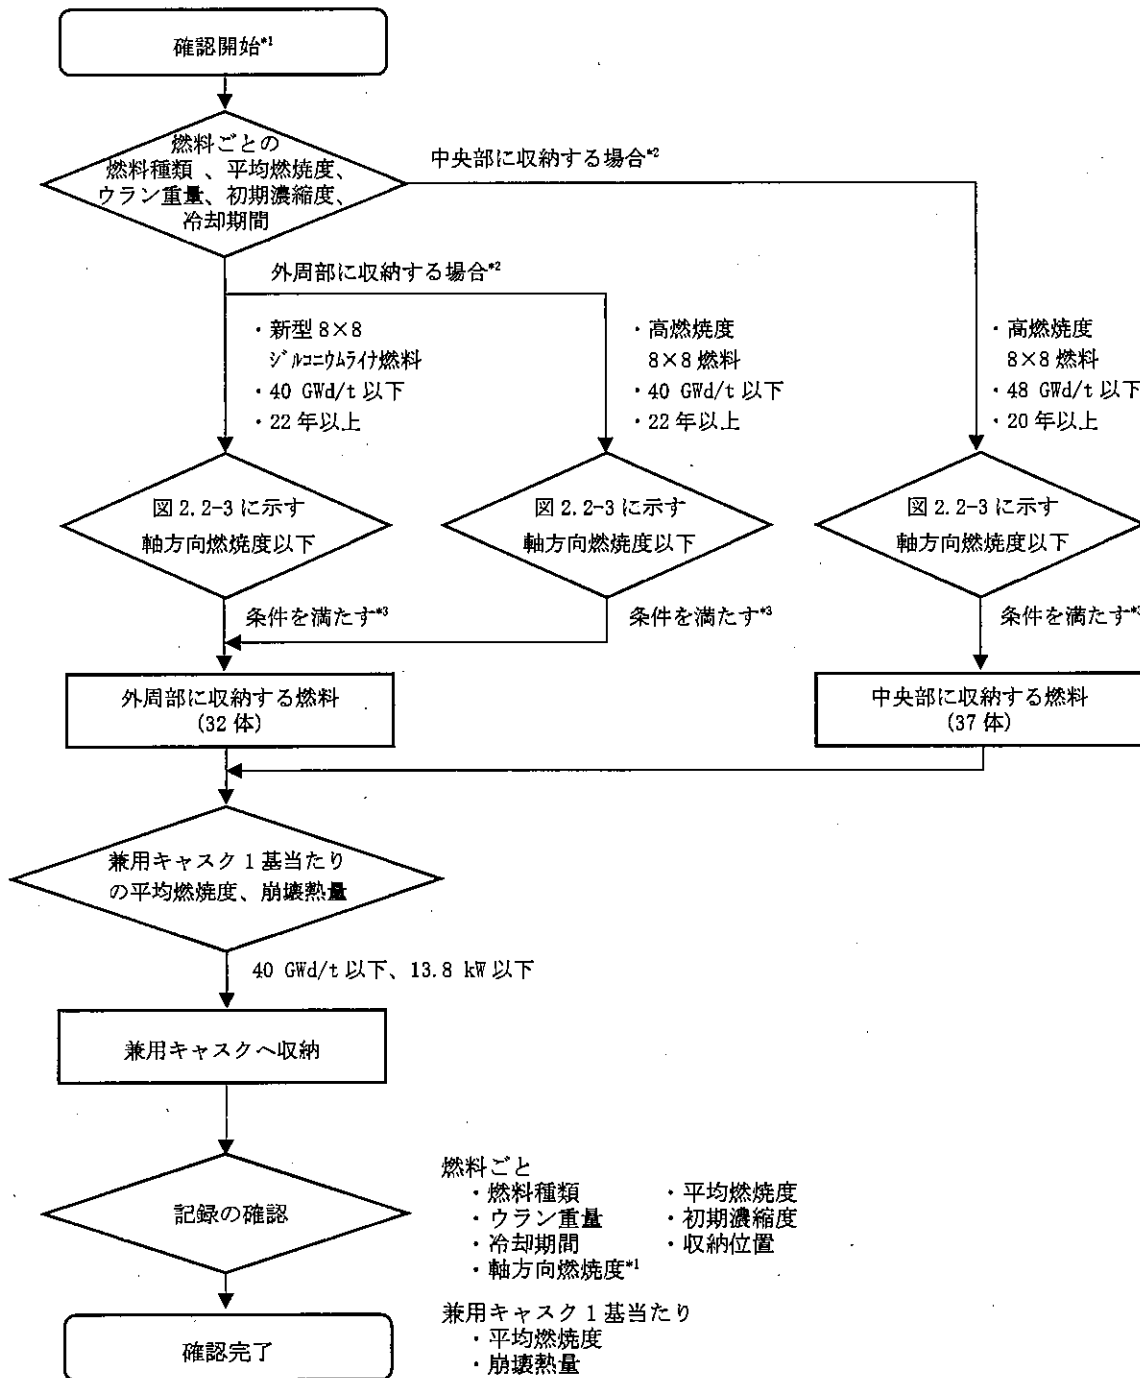 確認開始*1
燃料ごとの
燃料種類 、平均燃焼度、
ウラン重量、初期濃縮度、
冷却期間
中央部に収納する場合*2
外周部に収納する場合*2
・新型 8×8
ジルコニウムライナ燃料
・40 GWd/t 以下
・22 年以上
・高燃焼度
8×8 燃料
・40 GWd/t 以下
・22 年以上
・高燃焼度
8×8 燃料
・48 GWd/t 以下
・20 年以上
図 2.2-3 に示す
軸方向燃焼度以下
図 2.2-3 に示す
軸方向燃焼度以下
図 2.2-3 に示す
軸方向燃焼度以下
条件を満たす*3
条件を満たす*3
条件を満たす*3
外周部に収納する燃料
(32 体)
中央部に収納する燃料
(37 体)
兼用キャスク 1 基当たり
の平均燃焼度、崩壊熱量
40 GWd/t 以下、13.8 kW 以下
兼用キャスクへ収納
記録の確認
燃料ごと
・燃料種類 ・平均燃焼度
・ウラン重量 ・初期濃縮度
・冷却期間 ・収納位置
・軸方向燃焼度*1
兼用キャスク 1 基当たり
・平均燃焼度
・崩壊熱量
確認完了